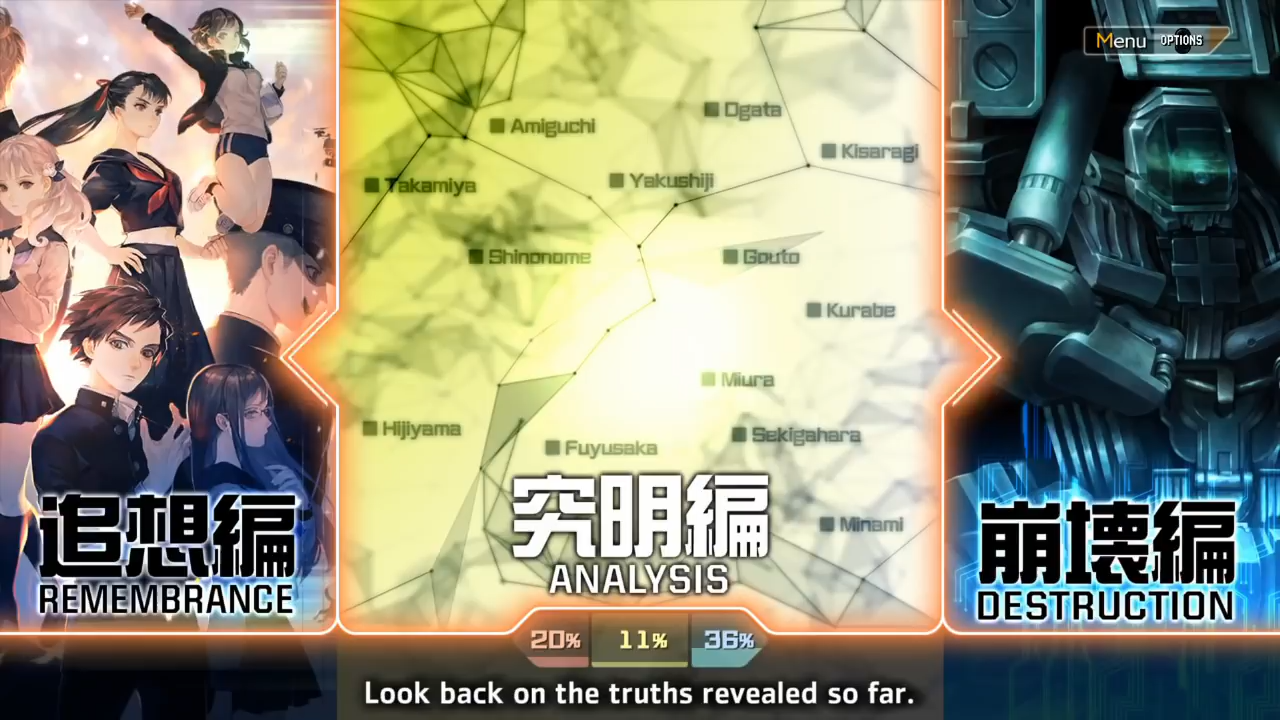 Menu OPTIONS
Amiguchi
Ogata
Kisaragi
Takamiya
Yakushiji
Shinonome
Gouto
Kurabe
Miura
Hijiyama
Fuyusaka
Sekigahara
Minami
追想編
REMEMBRANCE
究明編
ANALYSIS
崩壊編
DESTRUCTION
20% 11% 36%
Look back on the truths revealed so far.